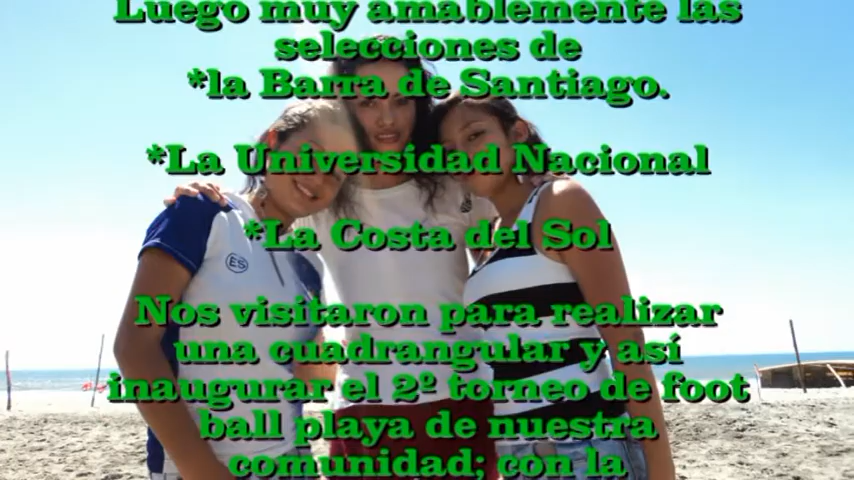 Luego muy amablemente las
selecciones de
*la Barra de Santiago.
*La Universidad Nacional
*La Costa del Sol
ES
Nos visitaron para realizar
una cuadrangular y así
inaugurar el 2º torneo de foot
ball playa de nuestra
comunidad; con la